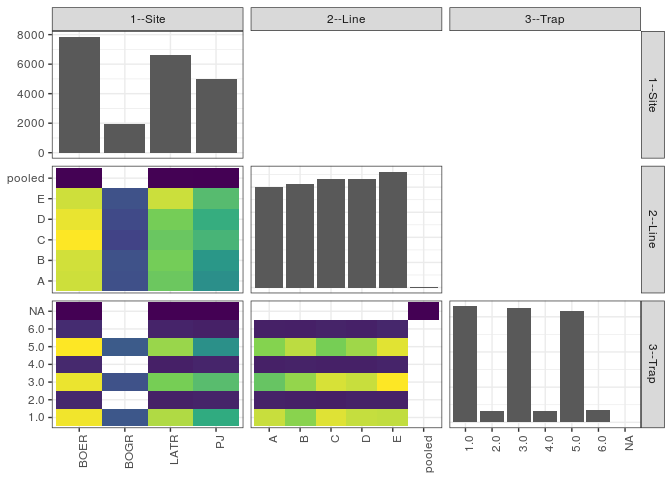 1--Site
2--Line
3--Trap
8000
6000
4000
2000
0
1--Site
pooled
E
D
C
B
A
2--Line
NA
6.0
5.0
4.0
3.0
2.0
1.0
3--Trap
BOER
BOGR
LATR
PJ
A
B
C
D
E
pooled
1.0
2.0
3.0
4.0
5.0
6.0
NA